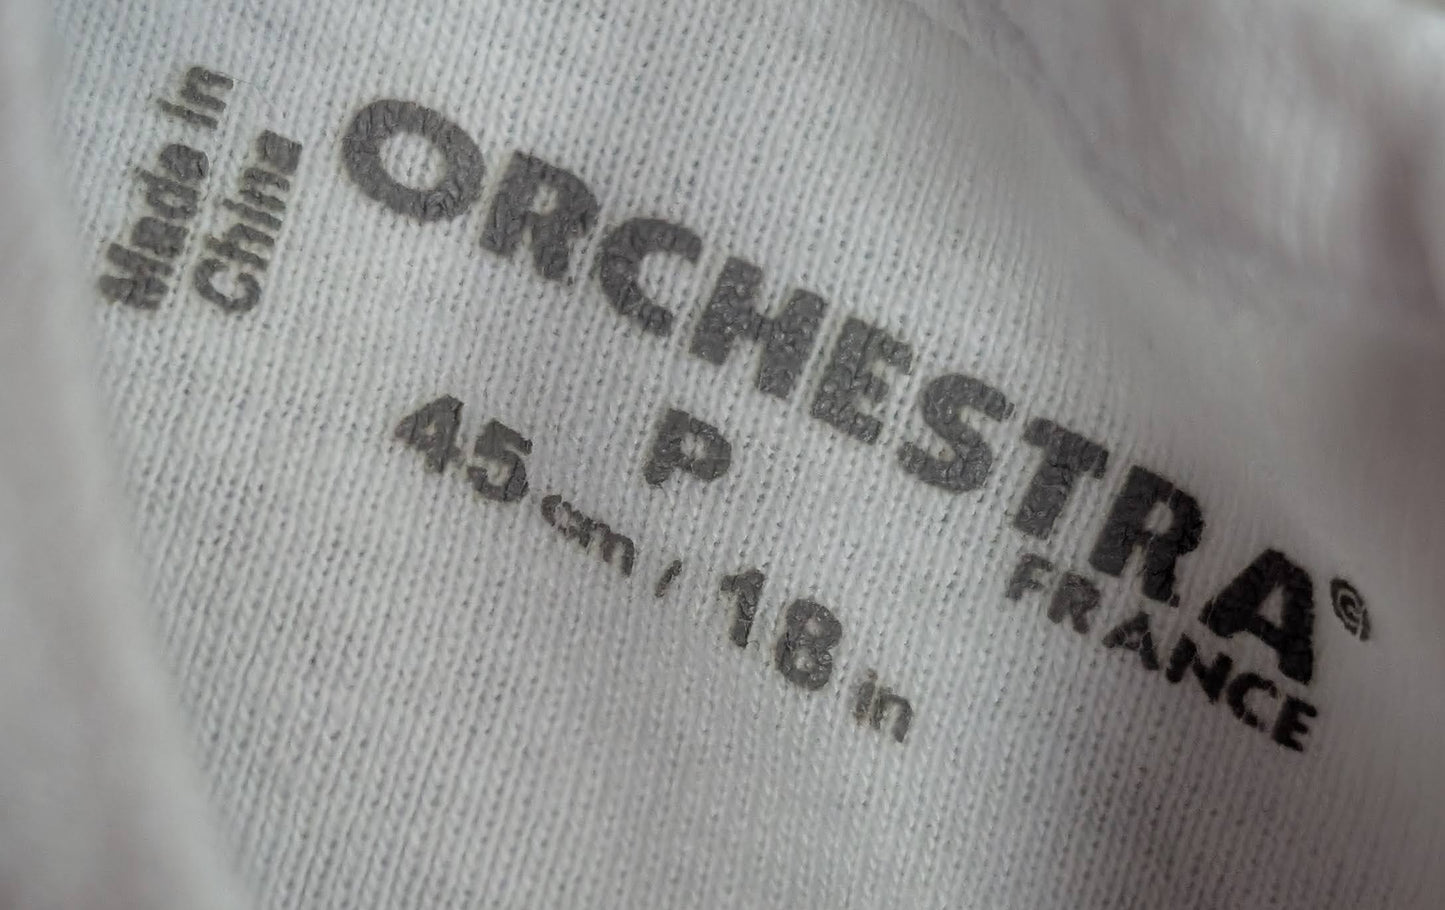 Made in
China
ORCHESTRA®
FRANCE
P
45 cm / 18 in